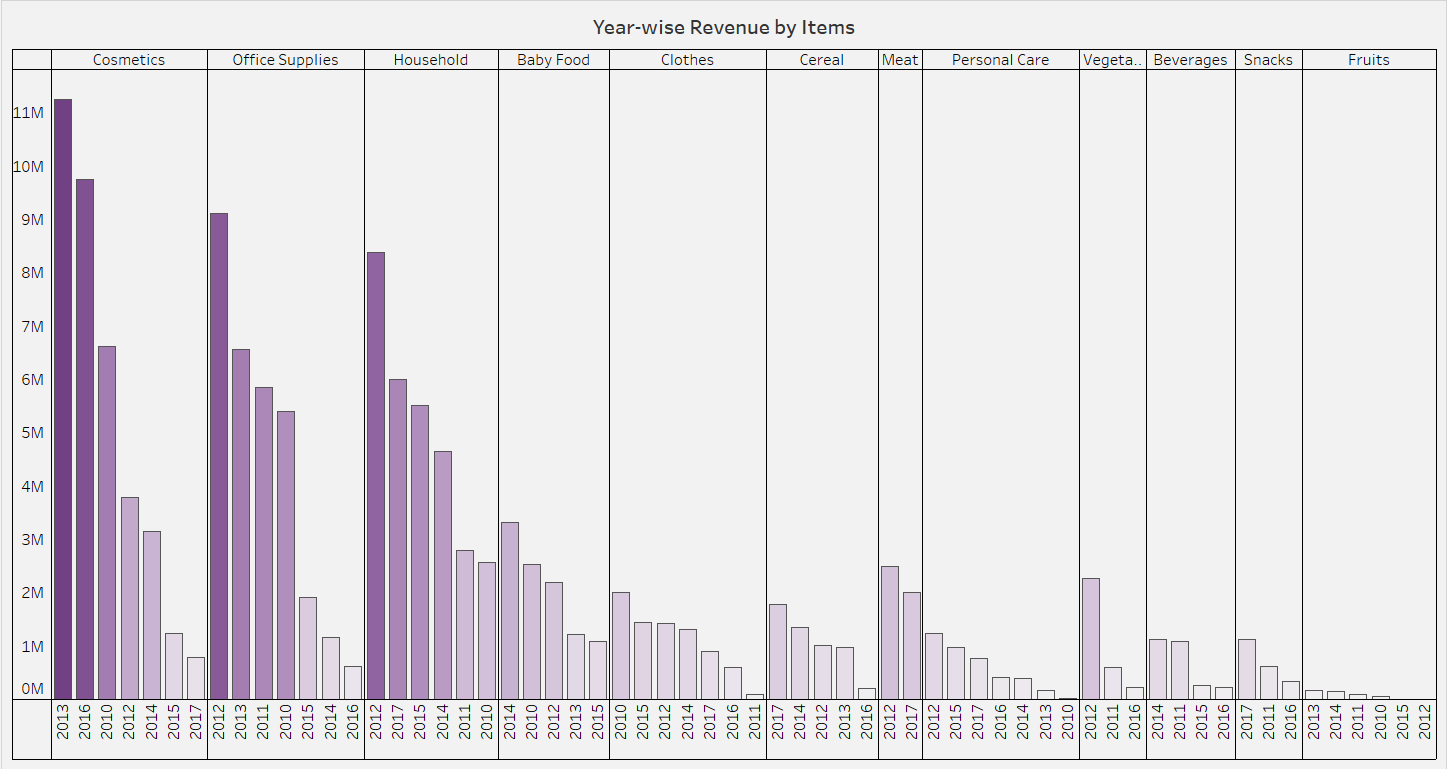 Year-wise Revenue by Items
Cosmetics Office Supplies Household Baby Food Clothes Cereal Meat Personal Care Vegeta.. Beverages Snacks Fruits
11M
10M
9M
8M
7M
6M
5M
4M
3M
2M
1M
0M
2013 2016 2010 2012 2014 2015 2017 2012 2013 2011 2010 2015 2014 2016 2012 2017 2015 2014 2011 2010 2014 2010 2012 2013 2015 2010 2015 2012 2014 2017 2016 2011 2017 2014 2012 2013 2016 2012 2017 2012 2015 2017 2016 2014 2013 2010 2012 2011 2016 2014 2011 2015 2016 2017 2011 2016 2013 2014 2011 2010 2015 2012